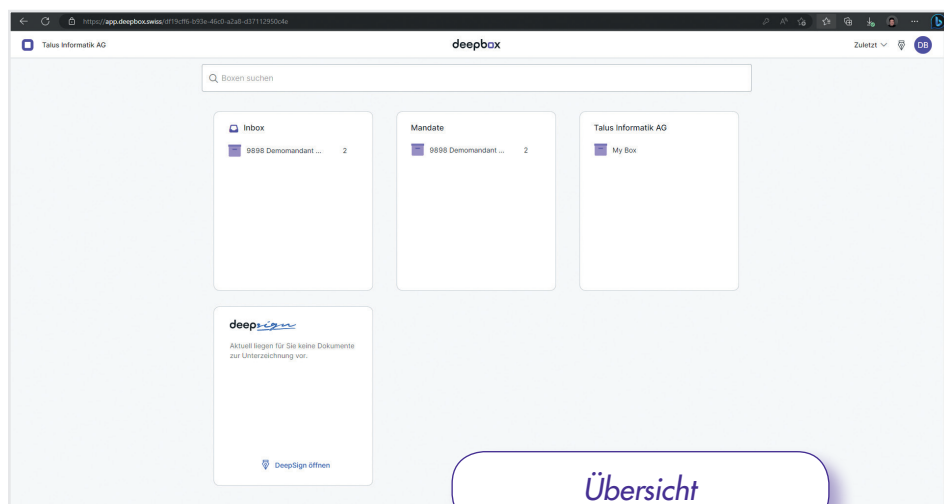 https://app.deepbox.swiss/df19cff6-b93e-46c0-a2a8-d37112950c4e
Talus Informatik AG
deepbox
Zuletzt
DB
Boxen suchen
Inbox
9898 Demomandant ... 2
Mandate
9898 Demomandant ... 2
Talus Informatik AG
My Box
deepsign
Aktuell liegen für Sie keine Dokumente
zur Unterzeichnung vor.
DeepSign öffnen
Übersicht